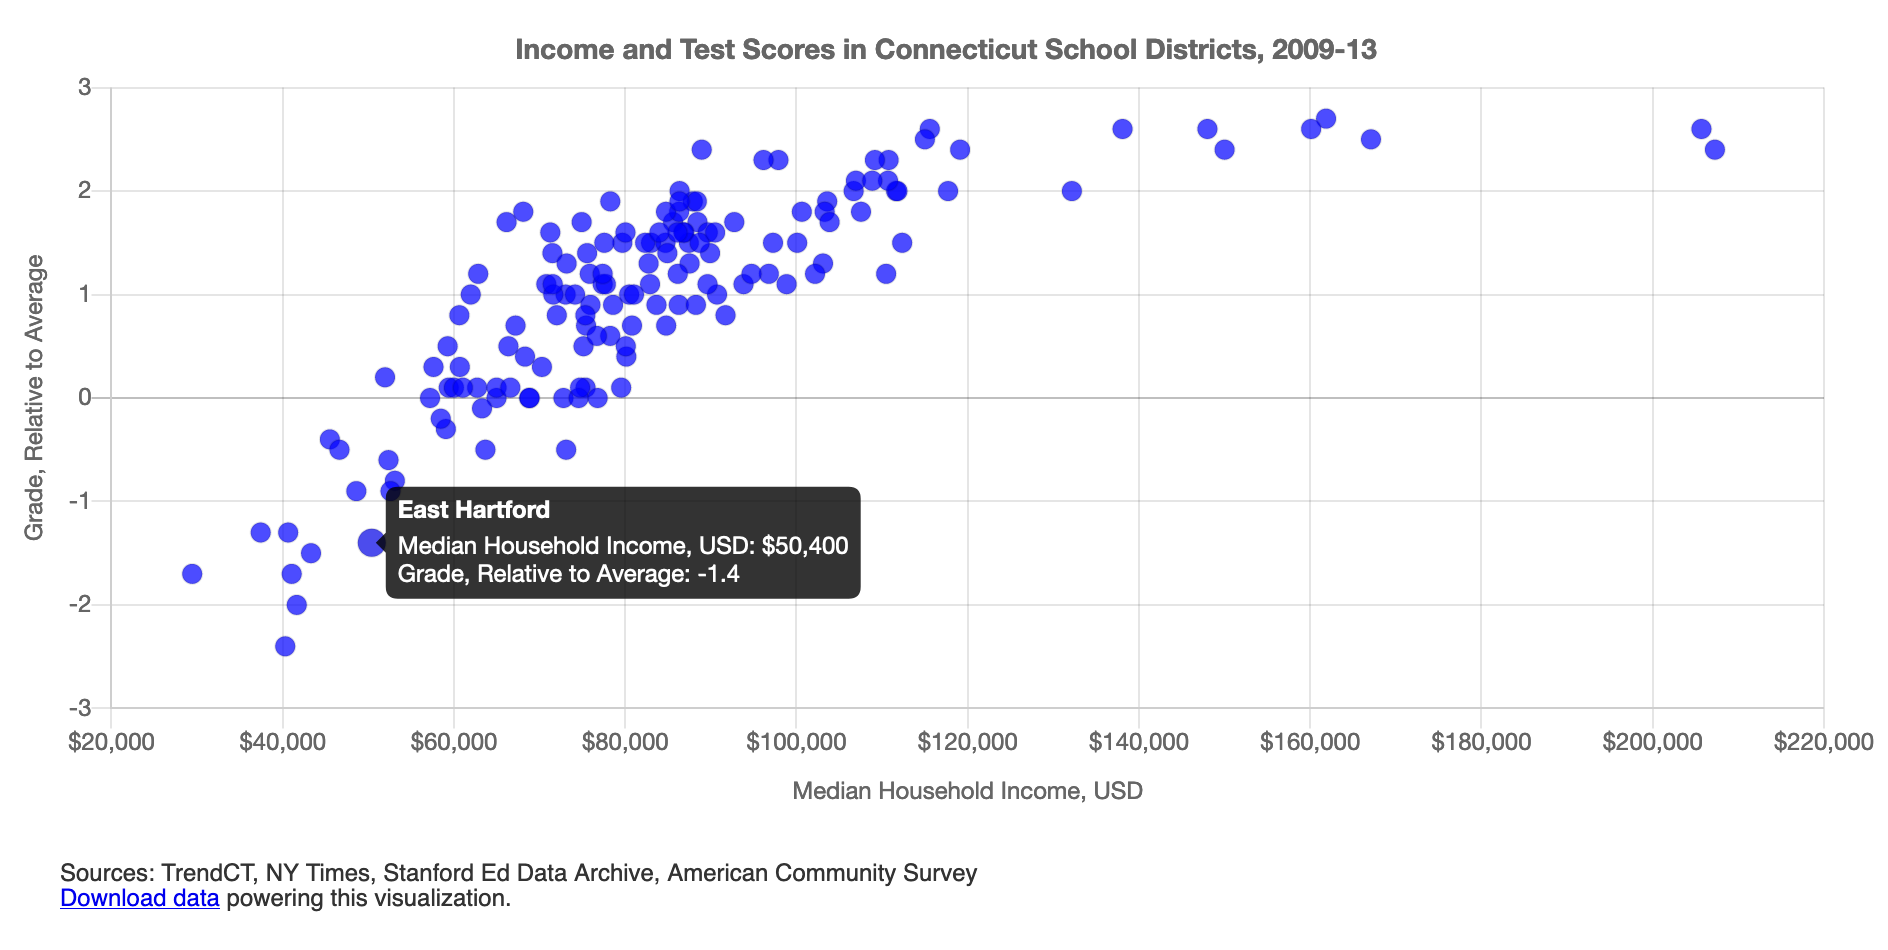 Income and Test Scores in Connecticut School Districts, 2009-13
3
2
1
0
-1
-2
-3
Grade, Relative to Average
East Hartford
Median Household Income, USD: $50,400
Grade, Relative to Average: -1.4
$20,000 $40,000 $60,000 $80,000 $100,000 $120,000 $140,000 $160,000 $180,000 $200,000 $220,000
Median Household Income, USD
Sources: TrendCT, NY Times, Stanford Ed Data Archive, American Community Survey
Download data powering this visualization.